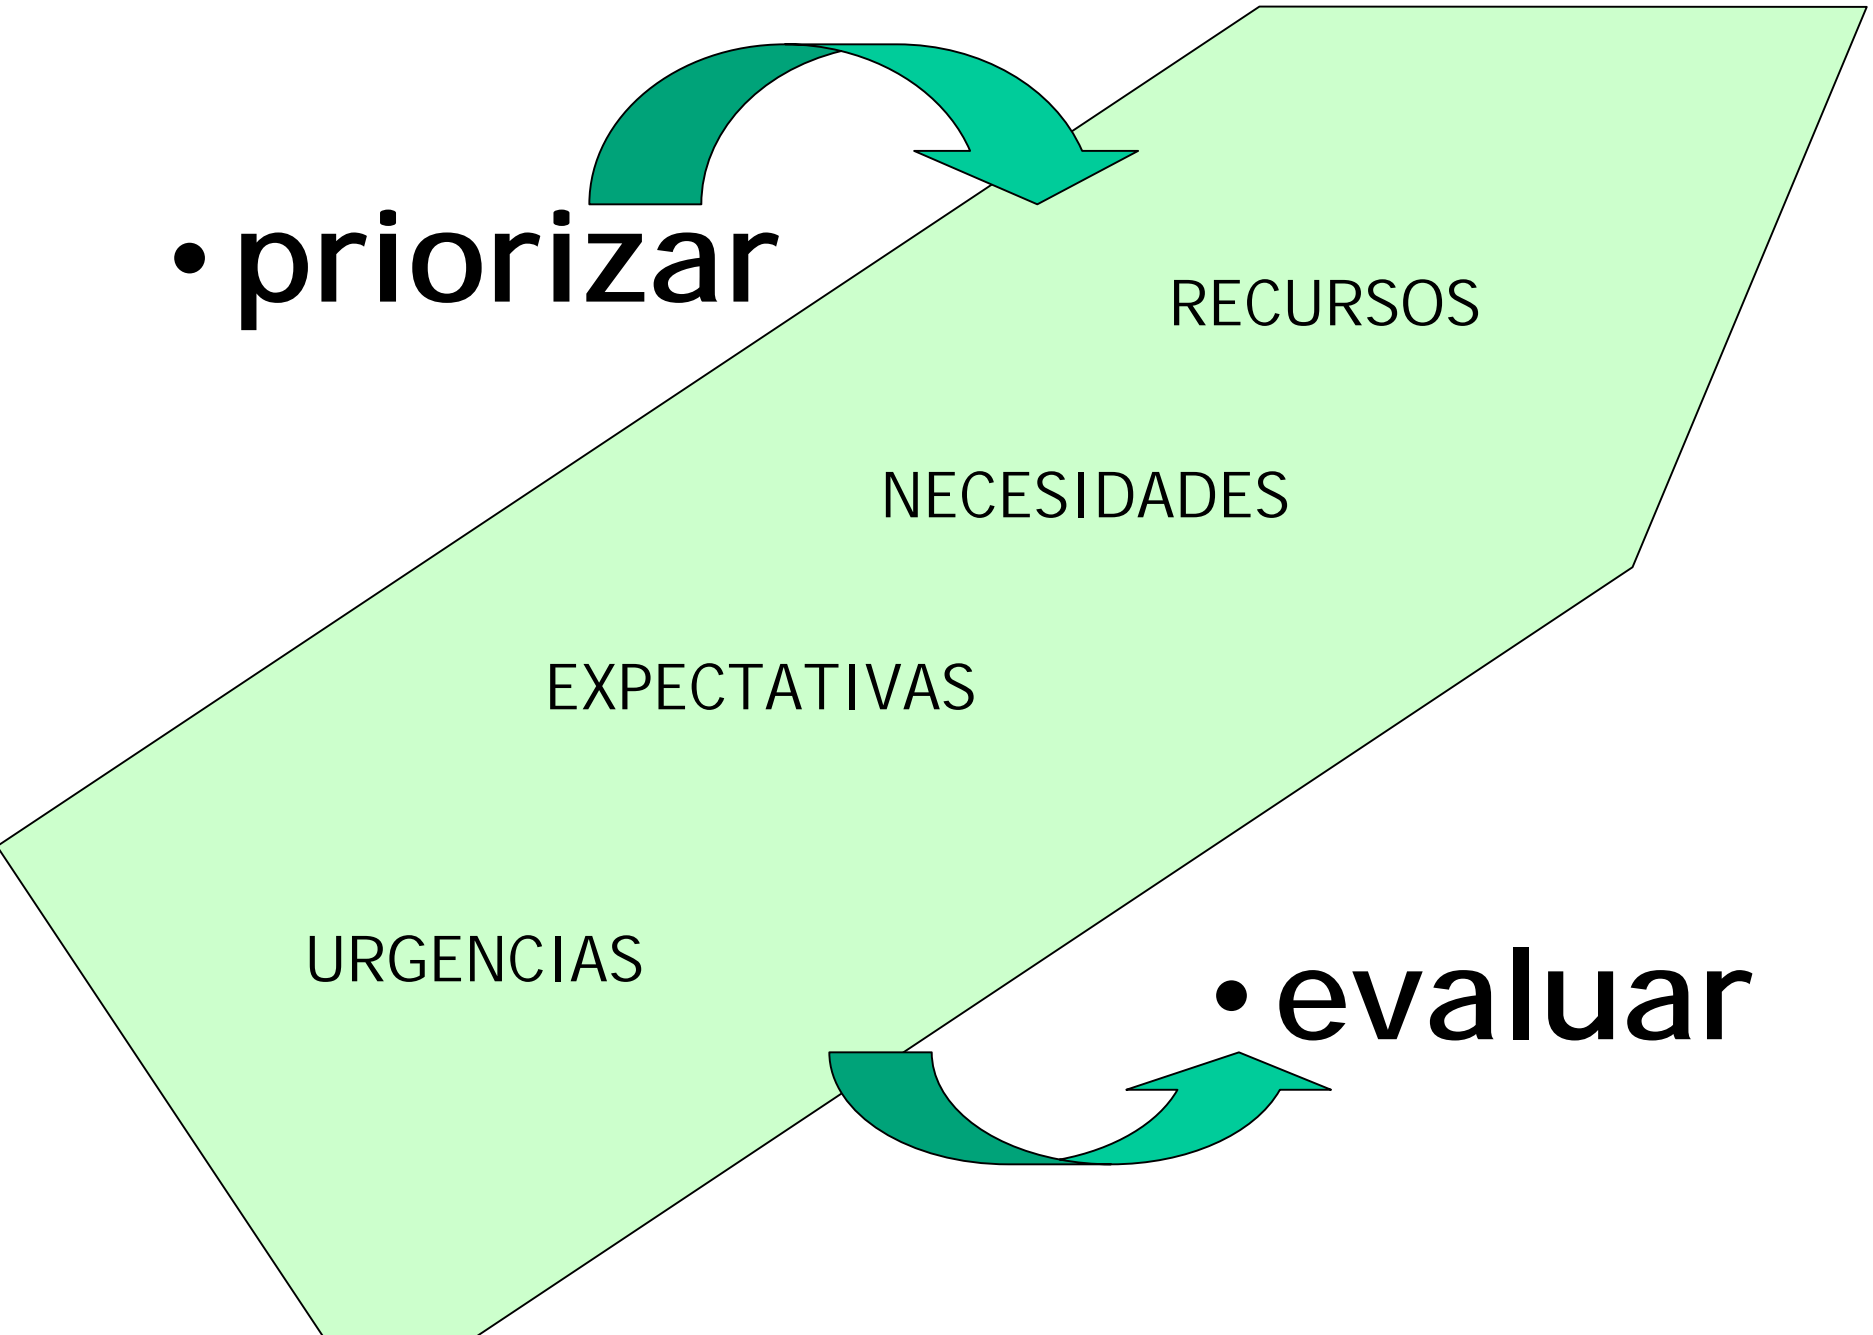 •priorizar
RECURSOS
NECESIDADES
EXPECTATIVAS
URGENCIAS
•evaluar